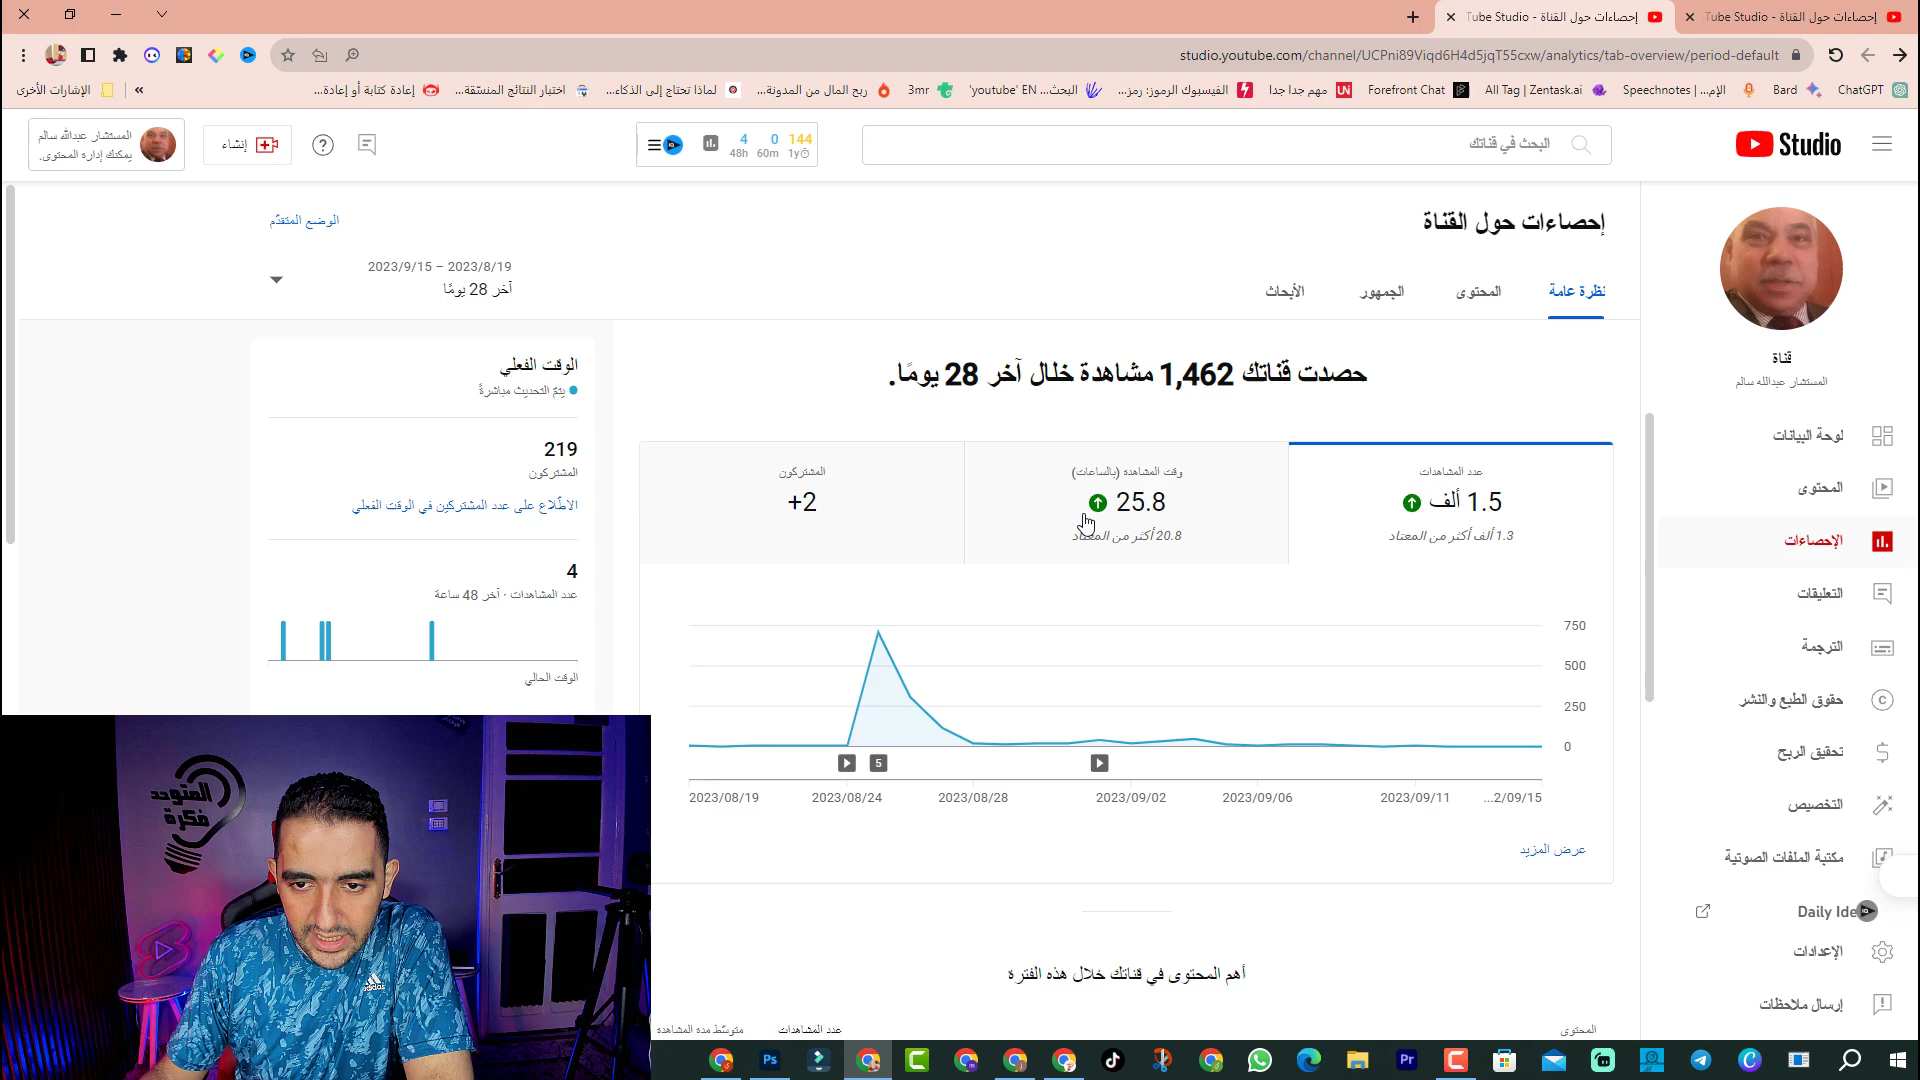 إحصاءات حول القناة - Tube Studio
إحصاءات حول القناة - Tube Studio
studio.youtube.com/channel/UCPni89Viqd6H4d5jqT55cxw/analytics/tab-overview/period-default
ChatGPT
Bard
الإم... | Speechnotes
All Tag | Zentask.ai
Forefront Chat
مهم جدا جدا
الفيسبوك الرموز: رمز...
البحث... youtube' EN'
3mr
ربح المال من المدونة...
لماذا تحتاج إلى الذكاء...
اختبار النتائج المنسّقة...
إعادة كتابة أو إعادة...
»
الإشارات الأخرى
Studio
البحث في قناتك
4 0 144
48h 60m 1y
إنشاء
المستشار عبدالله سالم
يمكنك إدارة المحتوى.
قناة
المستشار عبدالله سالم
لوحة البيانات
المحتوى
الإحصاءات
التعليقات
الترجمة
حقوق الطبع والنشر
تحقيق الربح
التخصيص
مكتبة الملفات الصوتية
Daily Ide
الإعدادات
إرسال ملاحظات
إحصاءات حول القناة
الوضع المتقدّم
نظرة عامة
المحتوى
الجمهور
الأبحاث
2023/8/19 – 2023/9/15
آخر 28 يومًا
حصدت قناتك 1,462 مشاهدة خلال آخر 28 يومًا.
عدد المشاهدات
1.5 ألف
1.3 ألف أكثر من المعتاد
وقت المشاهدة (بالساعات)
25.8
20.8 أكثر من المعتاد
المشتركون
+2
750
500
250
0
5
2023/08/19
2023/08/24
2023/08/28
2023/09/02
2023/09/06
2023/09/11
...2/09/15
عرض المزيد
أهم المحتوى في قناتك خلال هذه الفترة
المحتوى
عدد المشاهدات
متوسّط مدة المشاهدة
الوقت الفعلي
يتمّ التحديث مباشرةً
219
المشتركون
الاطّلاع على عدد المشتركين في الوقت الفعلي
4
عدد المشاهدات · آخر 48 ساعة
الوقت الحالي
المتوحد
فكرة
adidas